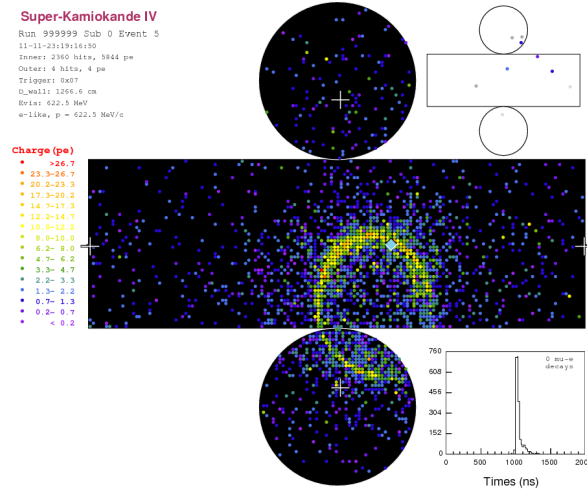 Super-Kamiokande IV
Run 999999 Sub 0 Event 5
11-11-23:19:16:50
Inner: 2360 hits, 5844 pe
Outer: 4 hits, 4 pe
Trigger: 0x07
D_wall: 1266.6 cm
Evis: 622.5 MeV
e-like, p = 622.5 MeV/c
Charge(pe)
>26.7
23.3-26.7
20.2-23.3
17.3-20.2
14.7-17.3
12.2-14.7
10.0-12.2
8.0-10.0
6.2- 8.0
4.7- 6.2
3.3- 4.7
2.2- 3.3
1.3- 2.2
0.7- 1.3
0.2- 0.7
< 0.2
0 mu-e
decays
760
608
456
304
152
0
0 500 1000 1500 2000
Times (ns)